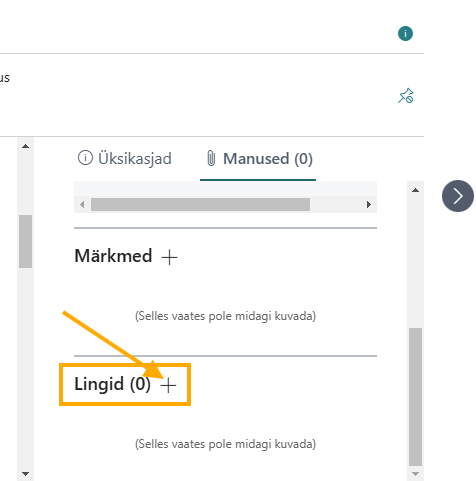 us
Üksikasjad
Manused (0)
Märkmed
(Selles vaates pole midagi kuvada)
Lingid (0)
(Selles vaates pole midagi kuvada)